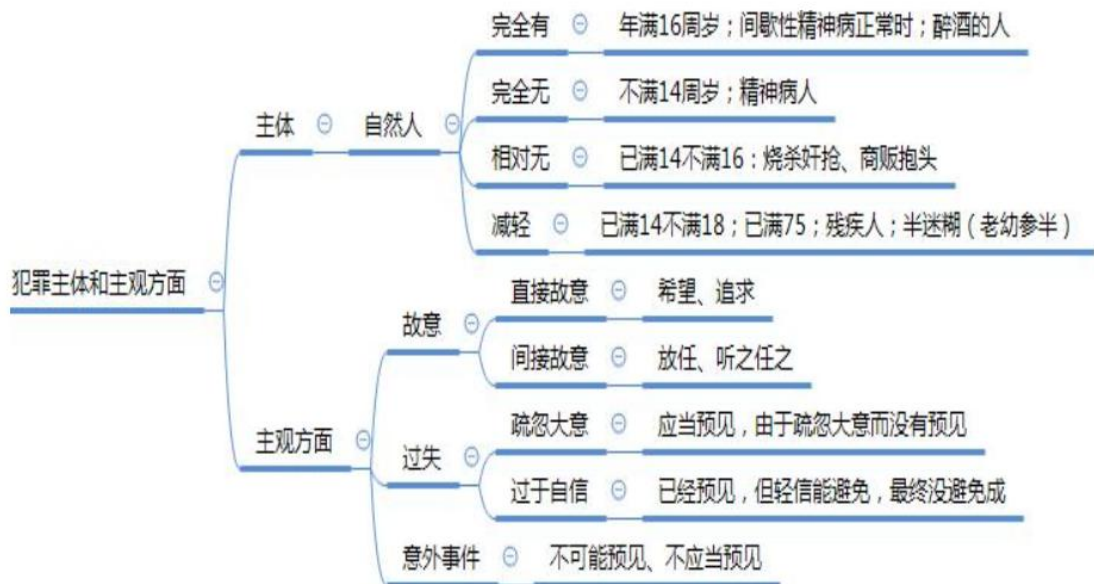 犯罪主体和主观方面
主体
自然人
完全有
年满16周岁；间歇性精神病正常时；醉酒的人
完全无
不满14周岁；精神病人
相对无
已满14不满16：烧杀奸抢、商贩抱头
减轻
已满14不满18；已满75；残疾人；半迷糊（老幼参半）
主观方面
故意
直接故意
希望、追求
间接故意
放任、听之任之
过失
疏忽大意
应当预见，由于疏忽大意而没有预见
过于自信
已经预见，但轻信能避免，最终没避免成
意外事件
不可能预见、不应当预见